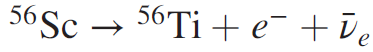 ⁵⁶Sc → ⁵⁶Ti + e⁻ + ν̄ₑ